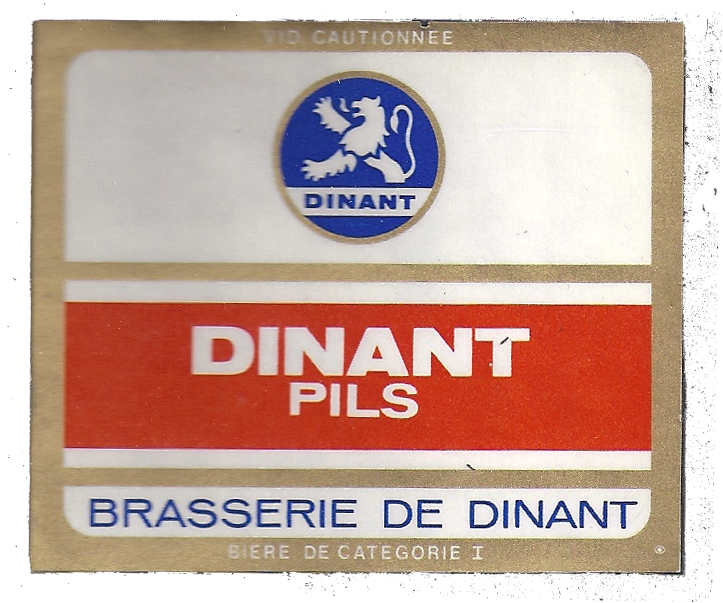 VID. CAUTIONNEE
DINANT
DINANT
PILS
BRASSERIE DE DINANT
BIERE DE CATEGORIE I
®